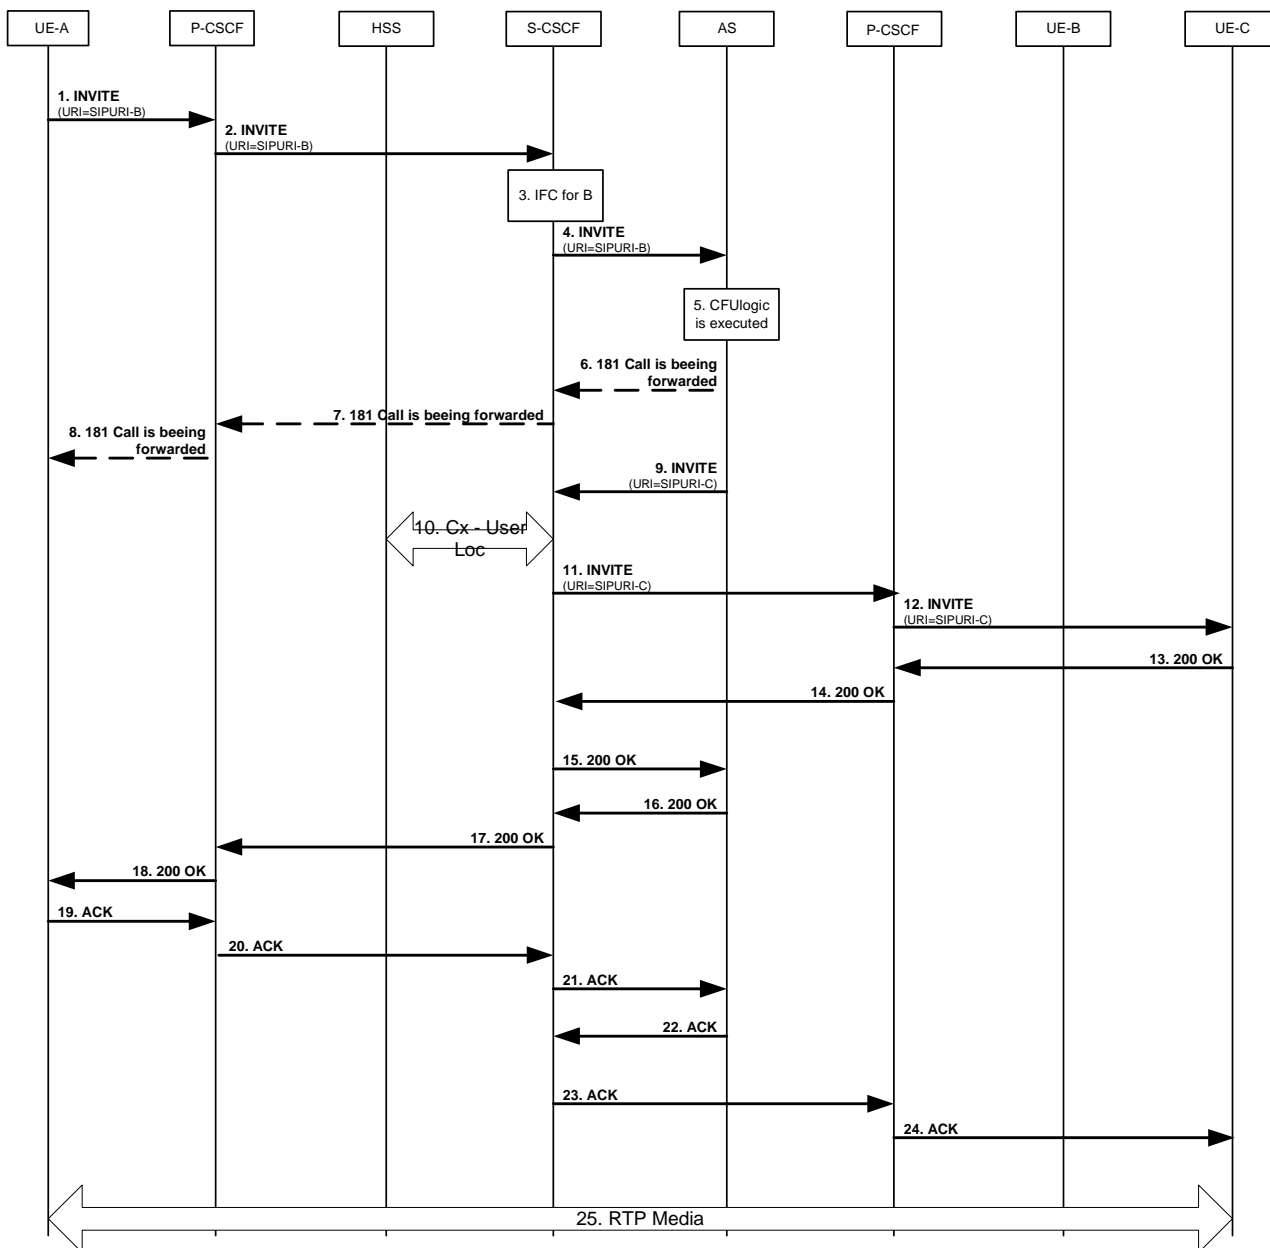 UE-A
P-CSCF
HSS
S-CSCF
AS
P-CSCF
UE-B
UE-C
1. INVITE
(URI=SIPURI-B)
2. INVITE
(URI=SIPURI-B)
3. IFC for B
4. INVITE
(URI=SIPURI-B)
5. CFUlogic
is executed
6. 181 Call is beeing
forwarded
7. 181 Call is beeing forwarded
8. 181 Call is beeing
forwarded
9. INVITE
(URI=SIPURI-C)
10. Cx - User
Loc
11. INVITE
(URI=SIPURI-C)
12. INVITE
(URI=SIPURI-C)
13. 200 OK
14. 200 OK
15. 200 OK
16. 200 OK
17. 200 OK
18. 200 OK
19. ACK
20. ACK
21. ACK
22. ACK
23. ACK
24. ACK
25. RTP Media